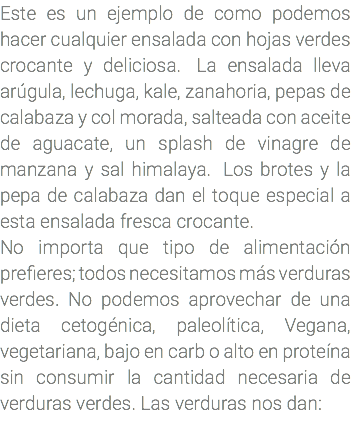 Este es un ejemplo de como podemos
hacer cualquier ensalada con hojas verdes
crocante y deliciosa. La ensalada lleva
arúgula, lechuga, kale, zanahoria, pepas de
calabaza y col morada, salteada con aceite
de aguacate, un splash de vinagre de
manzana y sal himalaya. Los brotes y la
pepa de calabaza dan el toque especial a
esta ensalada fresca crocante.
No importa que tipo de alimentación
prefieres; todos necesitamos más verduras
verdes. No podemos aprovechar de una
dieta cetogénica, paleolítica, Vegana,
vegetariana, bajo en carb o alto en proteína
sin consumir la cantidad necesaria de
verduras verdes. Las verduras nos dan: